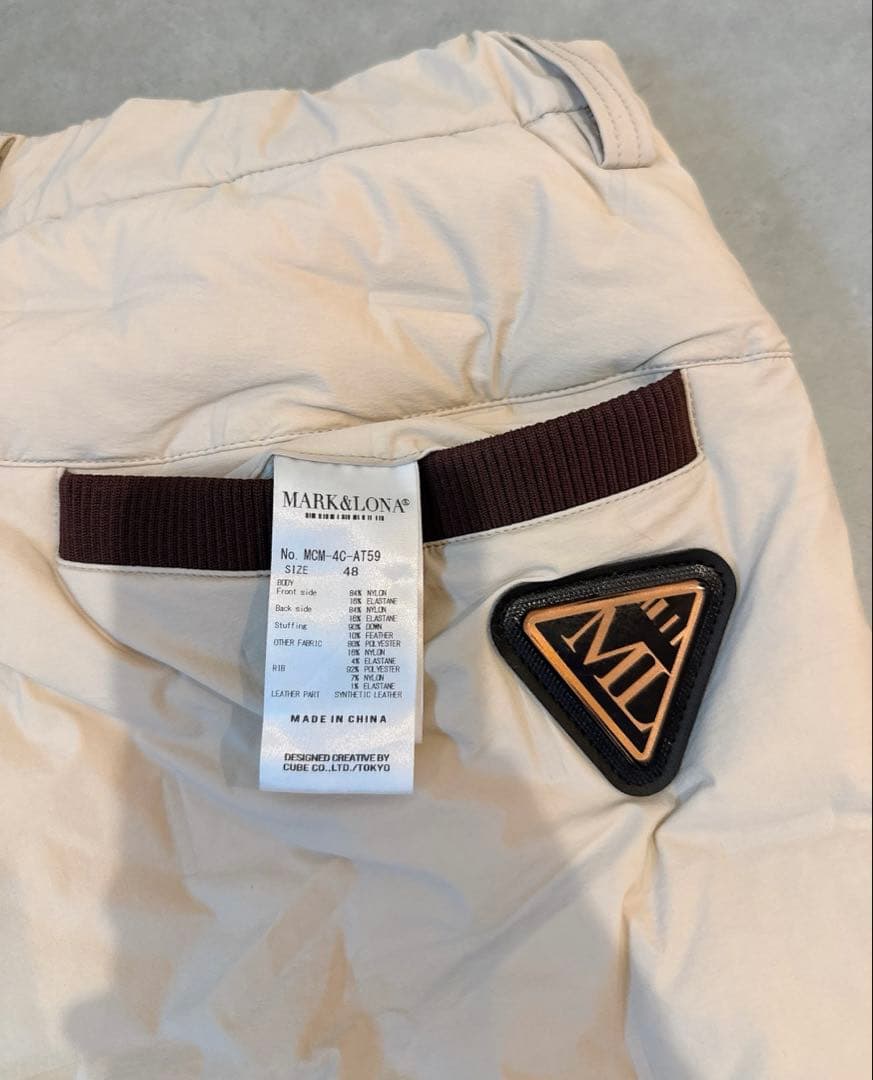 MARK&LONA®
No. MCM-4C-AT59
SIZE 48
BODY
Front side 84% NYLON
16% ELASTANE
Back side 84% NYLON
16% ELASTANE
Stuffing 90% DOWN
10% FEATHER
OTHER FABRIC 80% POLYESTER
16% NYLON
4% ELASTANE
RIB 92% POLYESTER
7% NYLON
1% ELASTANE
LEATHER PART SYNTHETIC LEATHER
MADE IN CHINA
DESIGNED CREATIVE BY
CUBE CO.,LTD./TOKYO
ML